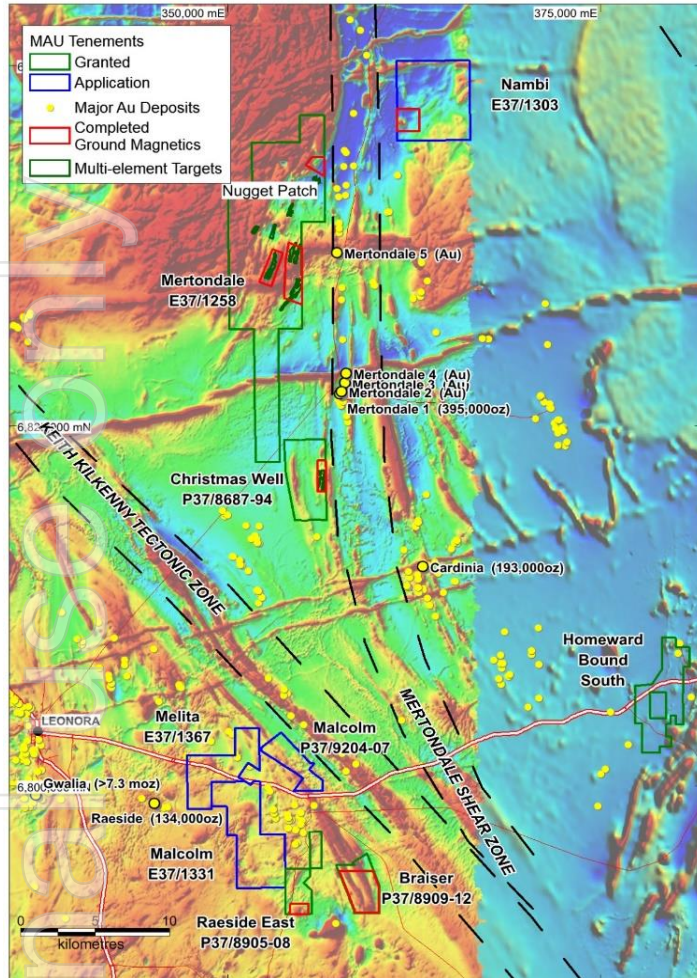 350,000 mE
375,000 mE
MAU Tenements
Granted
Application
Major Au Deposits
Completed
Ground Magnetics
Multi-element Targets
Nambi
E37/1303
Nugget Patch
Mertondale 5 (Au)
Mertondale
E37/1258
Mertondale 4 (Au)
Mertondale 3 (Au)
Mertondale 2 (Au)
Mertondale 1 (395,000oz)
KEITH KILKENNY TECTONIC ZONE
Christmas Well
P37/8687-94
Cardinia (193,000oz)
Homeward
Bound
South
MERTONDALE SHEAR ZONE
LEONORA
Melita
E37/1367
Malcolm
P37/9204-07
Gwalia (>7.3 moz)
Raeside (134,000oz)
Malcolm
E37/1331
Braiser
P37/8909-12
Raeside East
P37/8905-08
0 5 10
kilometres